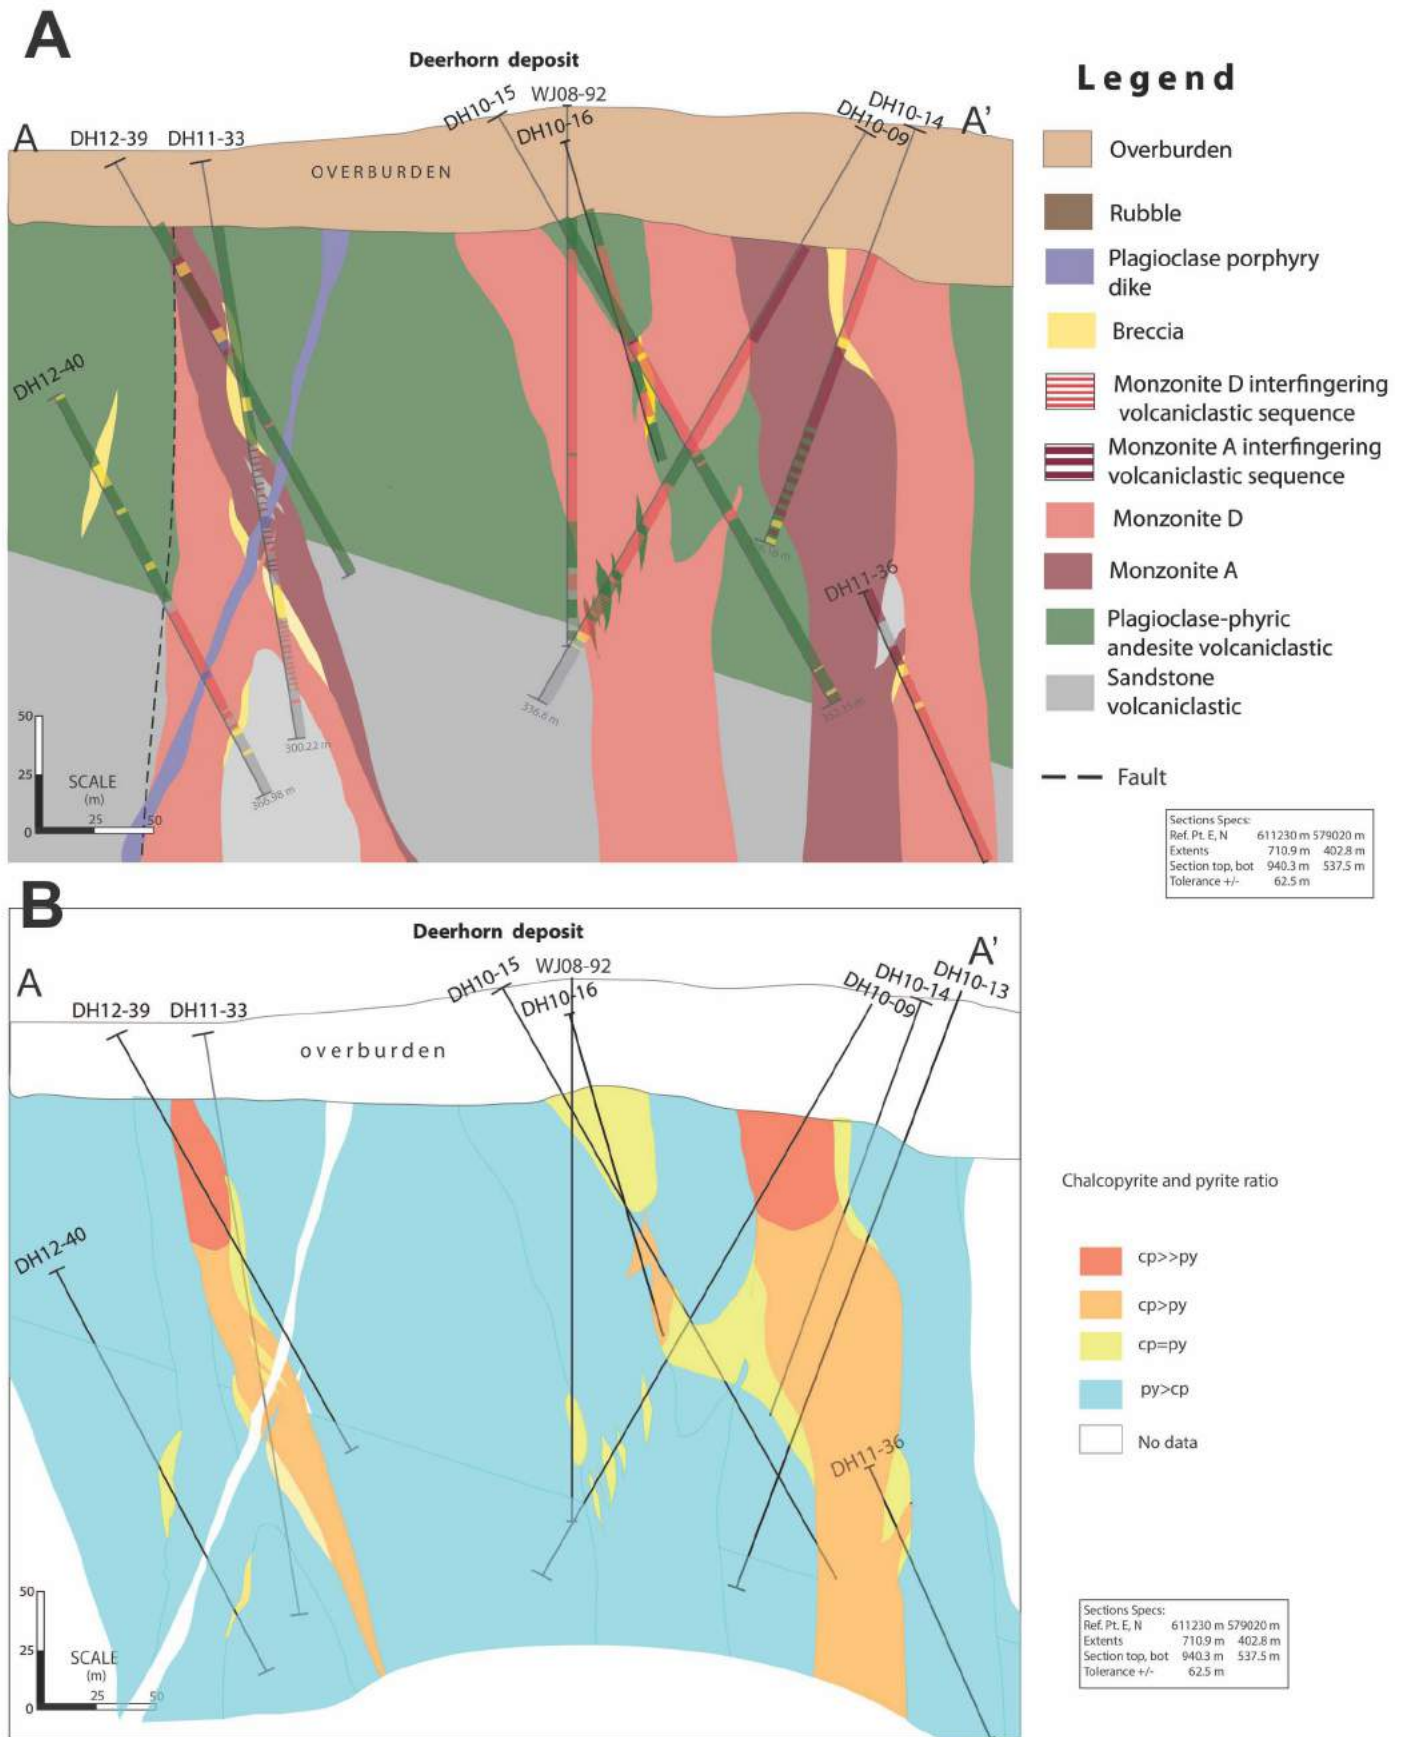 A
Deerhorn deposit
DH10-15
WJ08-92
DH10-16
DH10-14
DH10-09
A
A'
DH12-39
DH11-33
OVERBURDEN
DH12-40
DH11-36
336.6 m
300.22 m
366.98 m
50
25
0
SCALE
(m)
25
50
Legend
Overburden
Rubble
Plagioclase porphyry
dike
Breccia
Monzonite D interfingering
volcaniclastic sequence
Monzonite A interfingering
volcaniclastic sequence
Monzonite D
Monzonite A
Plagioclase-phyric
andesite volcaniclastic
Sandstone
volcaniclastic
Fault
Sections Specs:
Ref. Pt. E, N 611230 m 579020 m
Extents 710.9 m 402.8 m
Section top, bot 940.3 m 537.5 m
Tolerance +/- 62.5 m
B
Deerhorn deposit
DH10-15
WJ08-92
DH10-16
DH10-14
DH10-09
DH10-13
A
A'
DH12-39
DH11-33
overburden
DH12-40
DH11-36
50
25
0
SCALE
(m)
25
50
Chalcopyrite and pyrite ratio
cp>>py
cp>py
cp=py
py>cp
No data
Sections Specs:
Ref. Pt. E, N 611230 m 579020 m
Extents 710.9 m 402.8 m
Section top, bot 940.3 m 537.5 m
Tolerance +/- 62.5 m